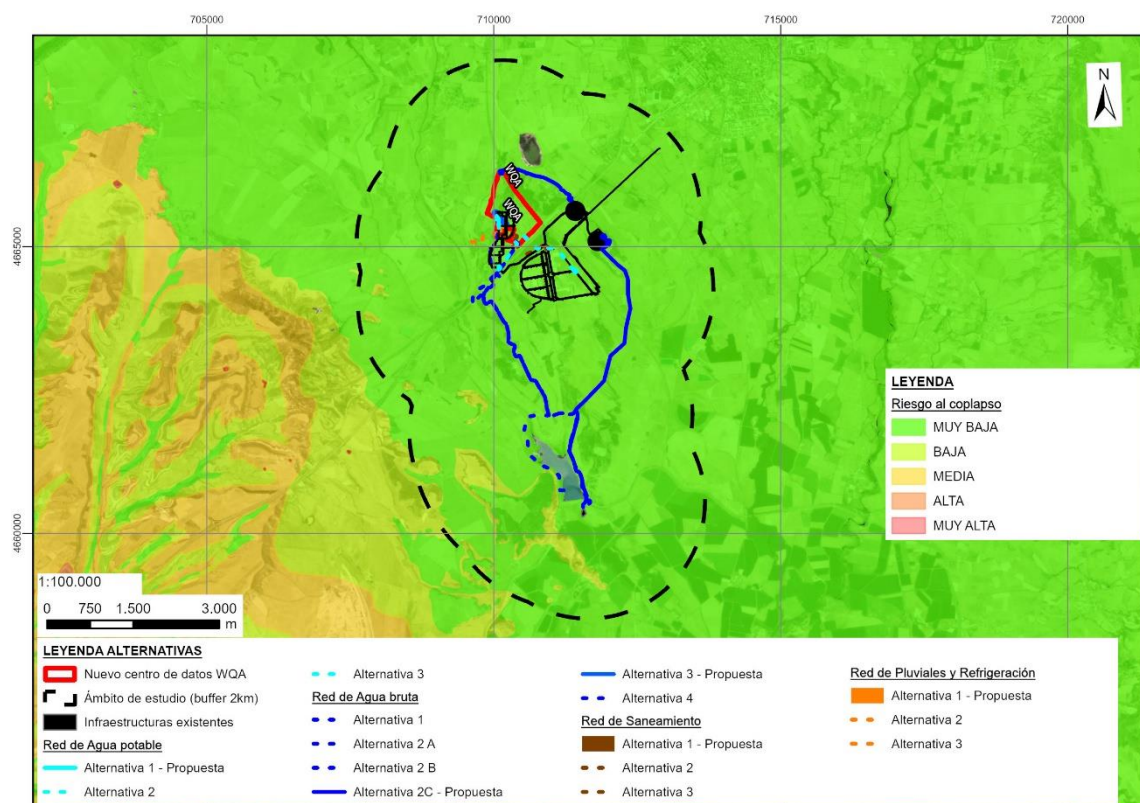 705000
710000
715000
720000
N
WQA
WQA
4665000
4660000
LEYENDA
Riesgo al coplapso
MUY BAJA
BAJA
MEDIA
ALTA
MUY ALTA
1:100.000
0 750 1.500 3.000
m
LEYENDA ALTERNATIVAS
Nuevo centro de datos WQA
Ámbito de estudio (buffer 2km)
Infraestructuras existentes
Red de Agua potable
Alternativa 1 - Propuesta
Alternativa 2
Alternativa 3
Red de Agua bruta
Alternativa 1
Alternativa 2 A
Alternativa 2 B
Alternativa 2C - Propuesta
Alternativa 3 - Propuesta
Alternativa 4
Red de Saneamiento
Alternativa 1 - Propuesta
Alternativa 2
Alternativa 3
Red de Pluviales y Refrigeración
Alternativa 1 - Propuesta
Alternativa 2
Alternativa 3